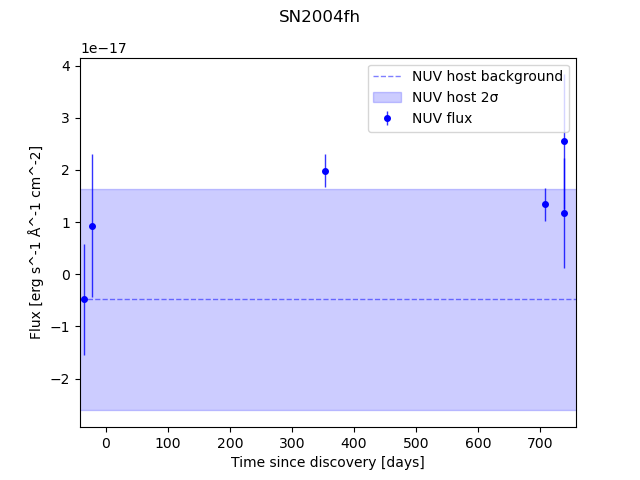 SN2004fh
1e−17
NUV host background
NUV host 2σ
NUV flux
4
3
2
1
0
−1
−2
Flux [erg s^-1 Å^-1 cm^-2]
0 100 200 300 400 500 600 700
Time since discovery [days]